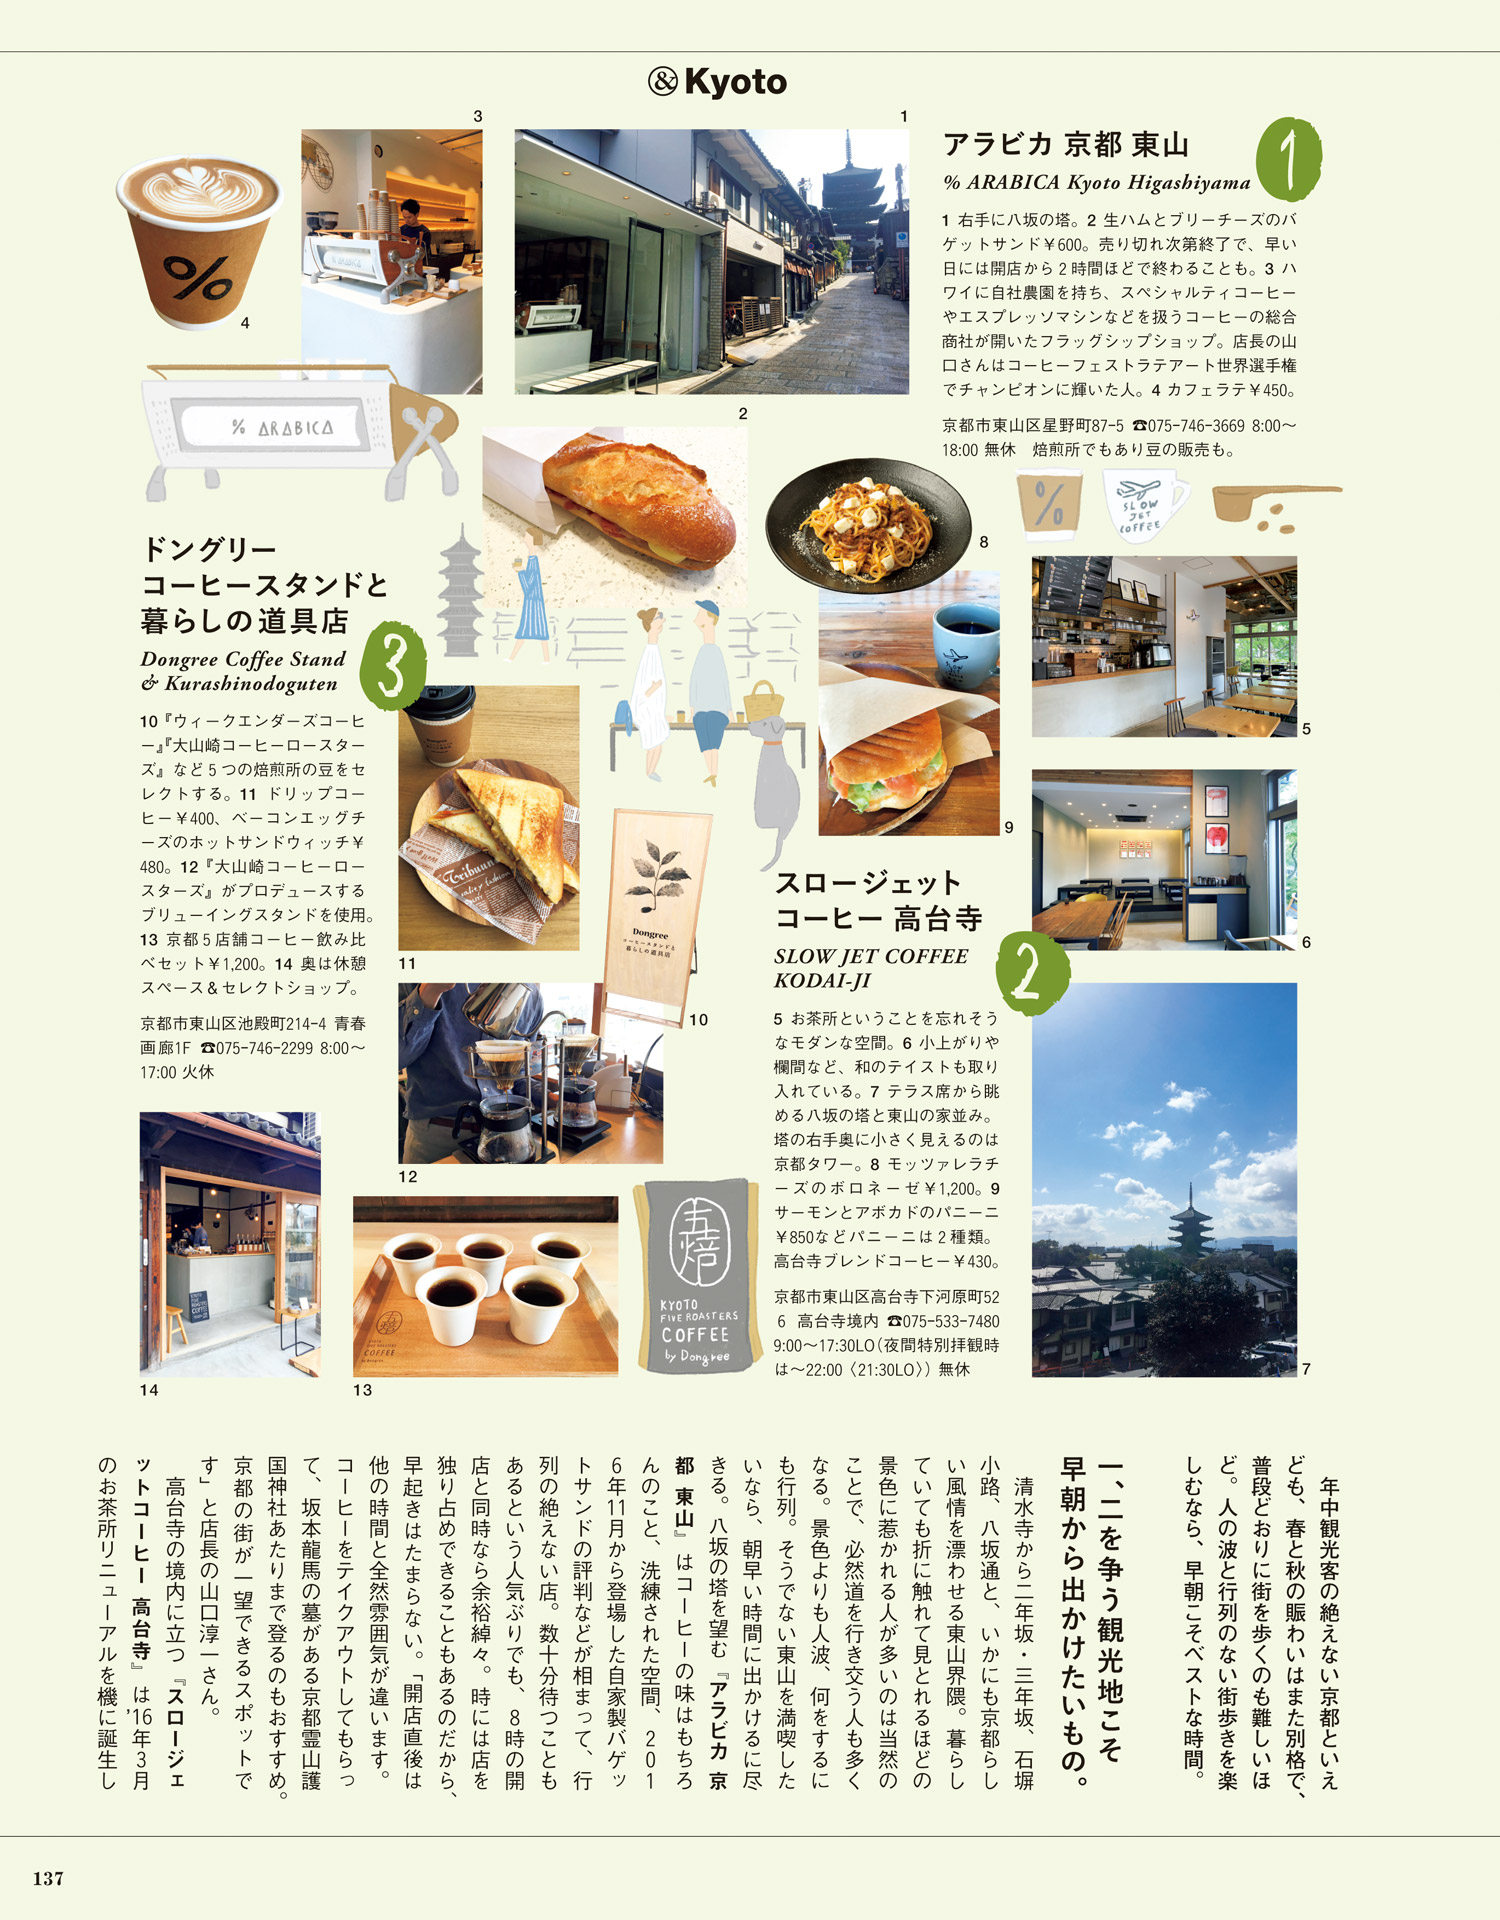 &Kyoto
3
1
4
2
アラビカ 京都 東山
% ARABICA Kyoto Higashiyama
1
1 右手に八坂の塔。2 生ハムとブリーチーズのバ
ゲットサンド￥600。売り切れ次第終了で、早い
日には開店から2時間ほどで終わることも。3 ハ
ワイに自社農園を持ち、スペシャルティコーヒー
やエスプレッソマシンなどを扱うコーヒーの総合
商社が開いたフラッグシップショップ。店長の山
口さんはコーヒーフェストラテアート世界選手権
でチャンピオンに輝いた人。4 カフェラテ￥450。
京都市東山区星野町87-5 ☎075-746-3669 8:00〜
18:00 無休　焙煎所でもあり豆の販売も。
%
% ARABICA
% ARABICA
%
SLOW
JET
COFFEE
8
5
9
6
SLOW
JET
COFFEE
ドングリー
コーヒースタンドと
暮らしの道具店
Dongree Coffee Stand
& Kurashinodoguten
3
10『ウィークエンダーズコーヒ
ー』『大山崎コーヒーロースター
ズ』など5つの焙煎所の豆をセ
レクトする。11 ドリップコー
ヒー￥400、ベーコンエッグチ
ーズのホットサンドウィッチ￥
480。12『大山崎コーヒーロー
スターズ』がプロデュースする
ブリューイングスタンドを使用。
13 京都5店舗コーヒー飲み比
べセット￥1,200。14 奥は休憩
スペース＆セレクトショップ。
京都市東山区池殿町214-4 青春
画廊1F ☎075-746-2299 8:00〜
17:00 火休
Tribuna
11
Dongree
コーヒースタンドと
暮らしの道具店
10
12
14
13
五焙
KYOTO
FIVE ROASTERS
COFFEE
by Dongree
KYOTO
FIVE ROASTERS
COFFEE
by Dongree
スロージェット
コーヒー 高台寺
SLOW JET COFFEE
KODAI-JI
2
5 お茶所ということを忘れそう
なモダンな空間。6 小上がりや
欄間など、和のテイストも取り
入れている。7 テラス席から眺
める八坂の塔と東山の家並み。
塔の右手奥に小さく見えるのは
京都タワー。8 モッツァレラチ
ーズのボロネーゼ￥1,200。9
サーモンとアボカドのパニーニ
￥850などパニーニは2種類。
高台寺ブレンドコーヒー￥430。
京都市東山区高台寺下河原町52
6 高台寺境内 ☎075-533-7480
9:00〜17:30LO（夜間特別拝観時
は〜22:00〈21:30LO〉）無休
7
年中観光客の絶えない京都といえ
ども、春と秋の賑わいはまた別格で、
普段どおりに街を歩くのも難しいほ
ど。人の波と行列のない街歩きを楽
しむなら、早朝こそベストな時間。
一、二を争う観光地こそ
早朝から出かけたいもの。
清水寺から二年坂・三年坂、石塀
小路、八坂通と、いかにも京都らし
い風情を漂わせる東山界隈。暮らし
ていても折に触れて見とれるほどの
景色に惹かれる人が多いのは当然の
ことで、必然道を行き交う人も多く
なる。景色よりも人波、何をするに
も行列。そうでない東山を満喫した
いなら、朝早い時間に出かけるに尽
きる。八坂の塔を望む『アラビカ 京
都 東山』はコーヒーの味はもちろ
んのこと、洗練された空間、201
6年11月から登場した自家製バゲッ
トサンドの評判などが相まって、行
列の絶えない店。数十分待つことも
あるという人気ぶりでも、8時の開
店と同時なら余裕綽々。時には店を
独り占めできることもあるのだから、
早起きはたまらない。「開店直後は
他の時間と全然雰囲気が違います。
コーヒーをテイクアウトしてもらっ
て、坂本龍馬の墓がある京都霊山護
国神社あたりまで登るのもおすすめ。
京都の街が一望できるスポットで
す」と店長の山口淳一さん。
高台寺の境内に立つ『スロージェ
ットコーヒー 高台寺』は’16年3月
のお茶所リニューアルを機に誕生し
137